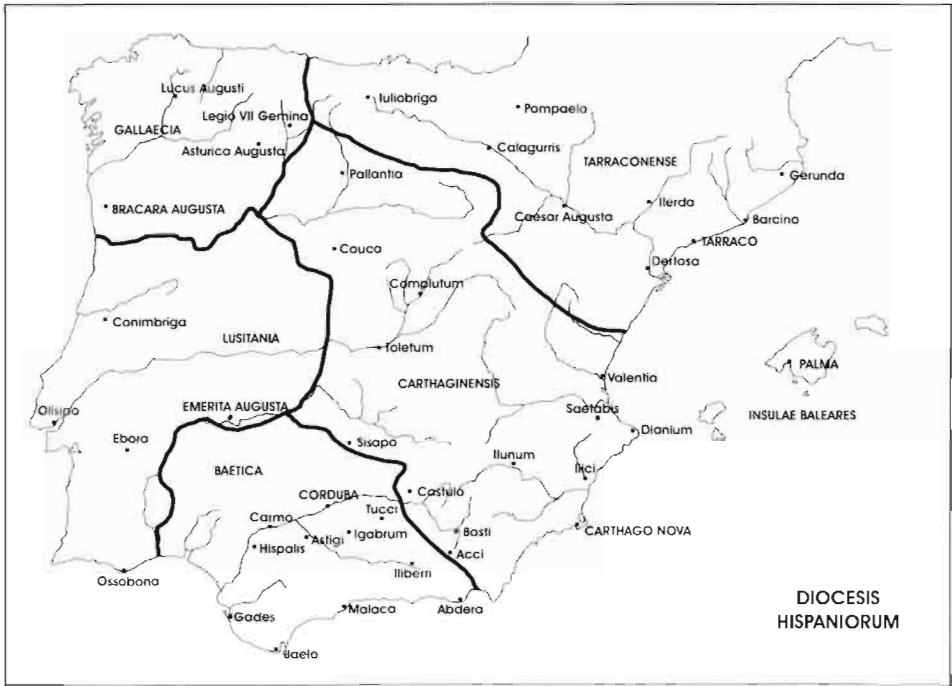 Lucus Augusti
Iuliobriga
Pompaelo
Legio VII Gemina
GALLAECIA
Asturica Augusta
Calagurris
TARRACONENSE
Pallantia
Gerunda
BRACARA AUGUSTA
Caesar Augusta
Ilerda
Barcino
TARRACO
Couca
Dertosa
Complutum
Conimbriga
LUSITANIA
Toletum
PALMA
CARTHAGINENSIS
Valentia
INSULAE BALEARES
Olisipo
EMERITA AUGUSTA
Saetabis
Dianium
Ebora
Sisapo
Ilunum
BAETICA
Ilici
CORDUBA
Castulo
Tucci
Carmo
Astigi
Igabrum
Basti
CARTHAGO NOVA
Hispalis
Acci
Iliberri
Ossobona
Gades
Malaca
Abdera
Baelo
DIOCESIS
HISPANIORUM